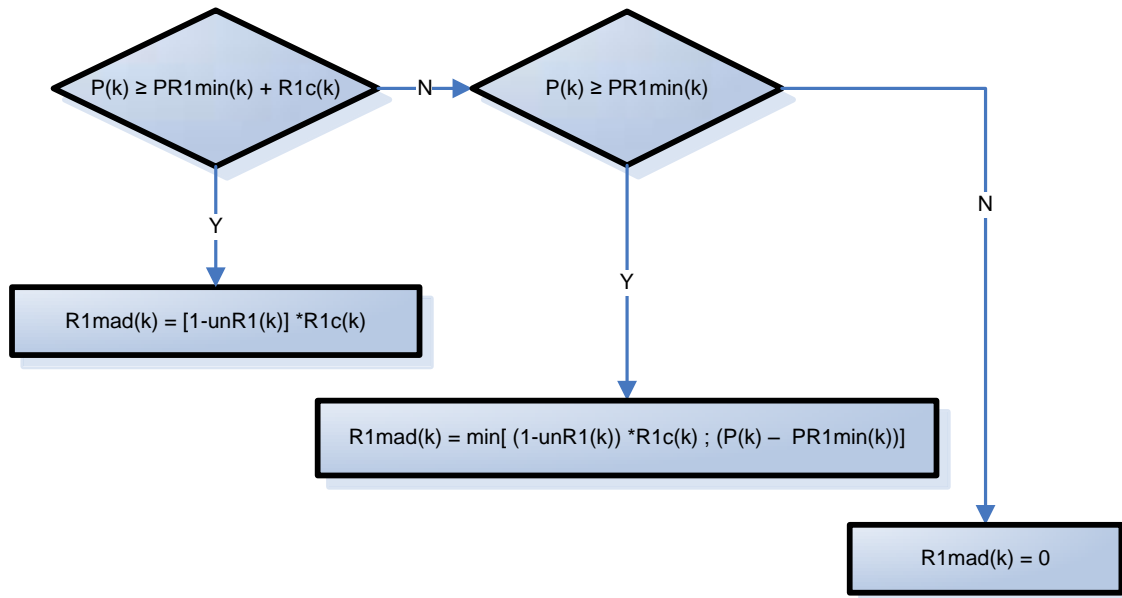 P(k) ≥ PR1min(k) + R1c(k)
N
P(k) ≥ PR1min(k)
N
Y
Y
R1mad(k) = [1-unR1(k)] *R1c(k)
R1mad(k) = min[ (1-unR1(k)) *R1c(k) ; (P(k) – PR1min(k))]
R1mad(k) = 0